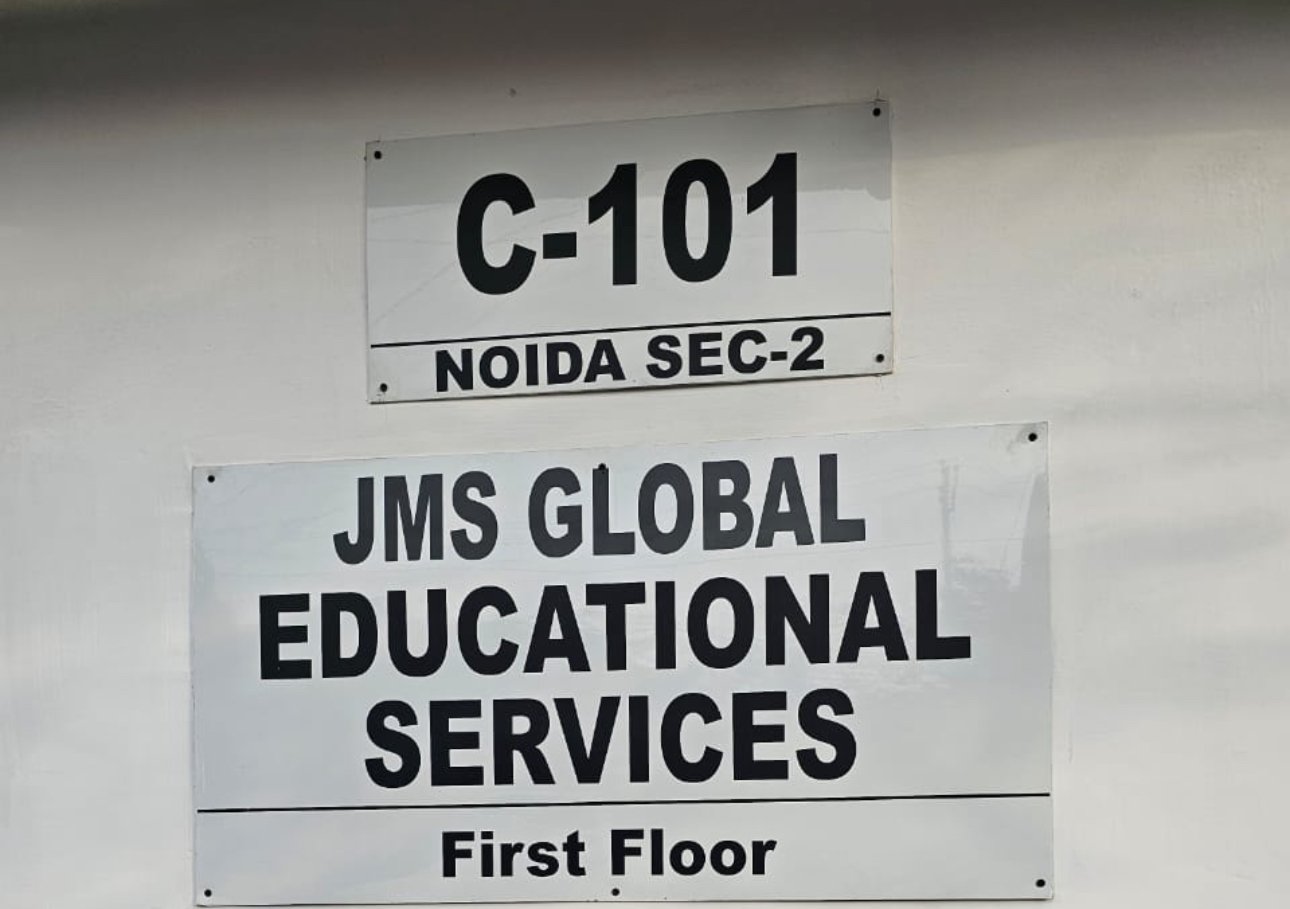 C-101
NOIDA SEC-2
JMS GLOBAL
EDUCATIONAL
SERVICES
First Floor